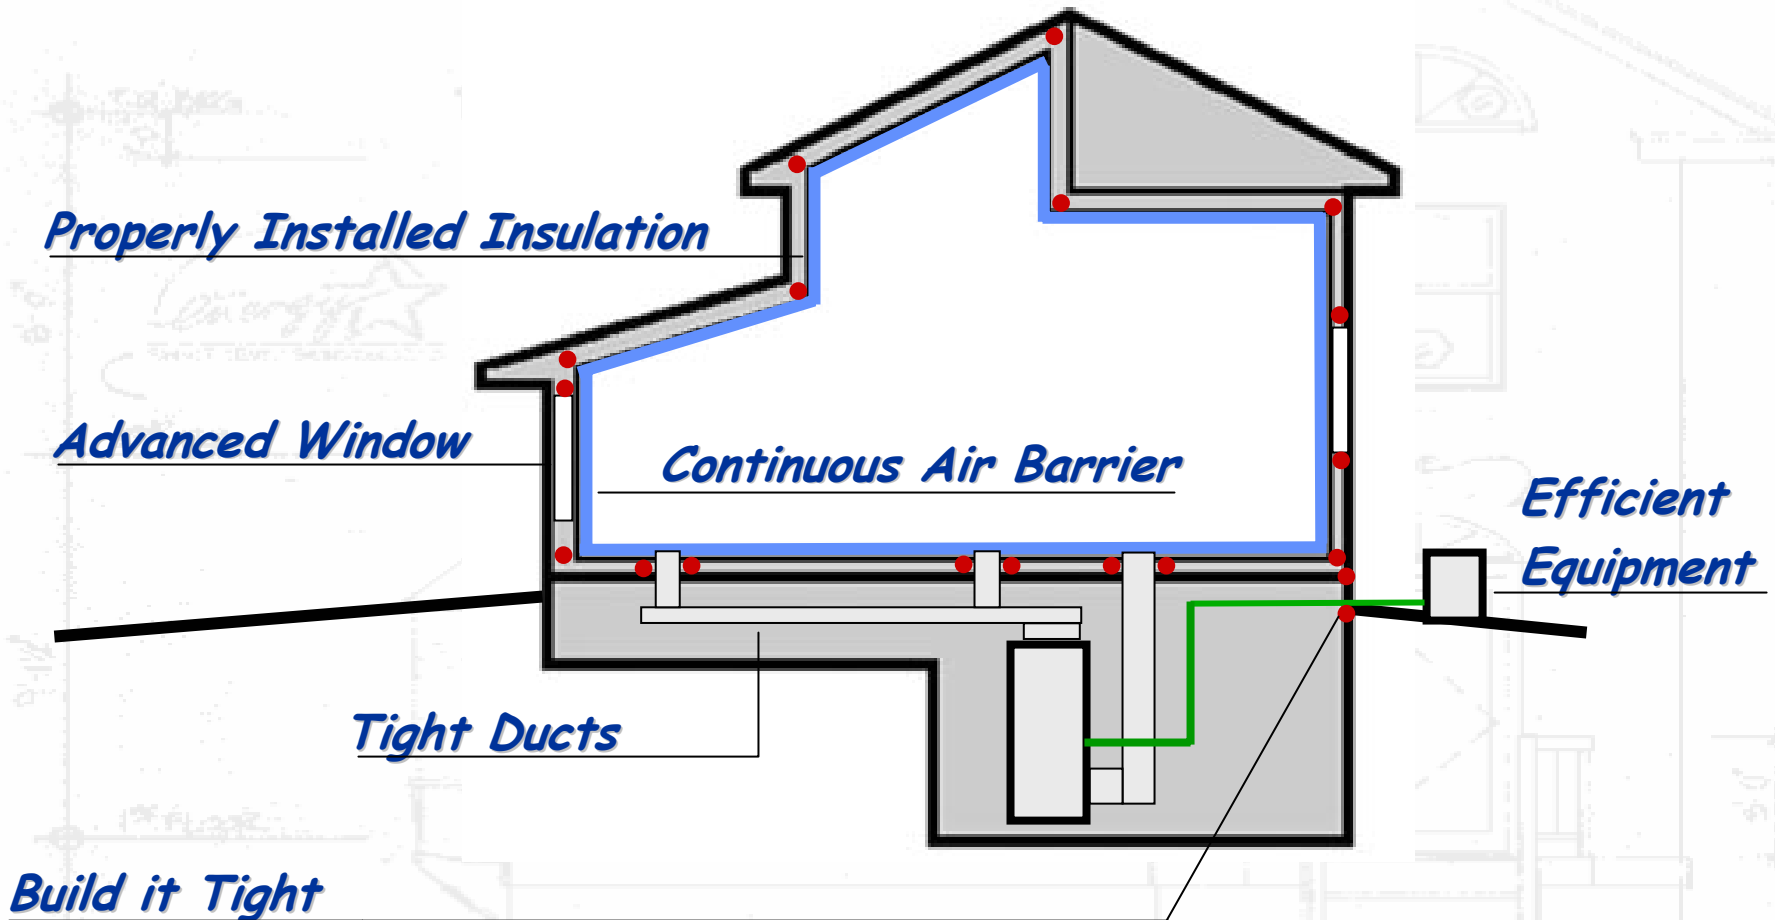 Properly Installed Insulation
Advanced Window
Continuous Air Barrier
Efficient
Equipment
Tight Ducts
Build it Tight